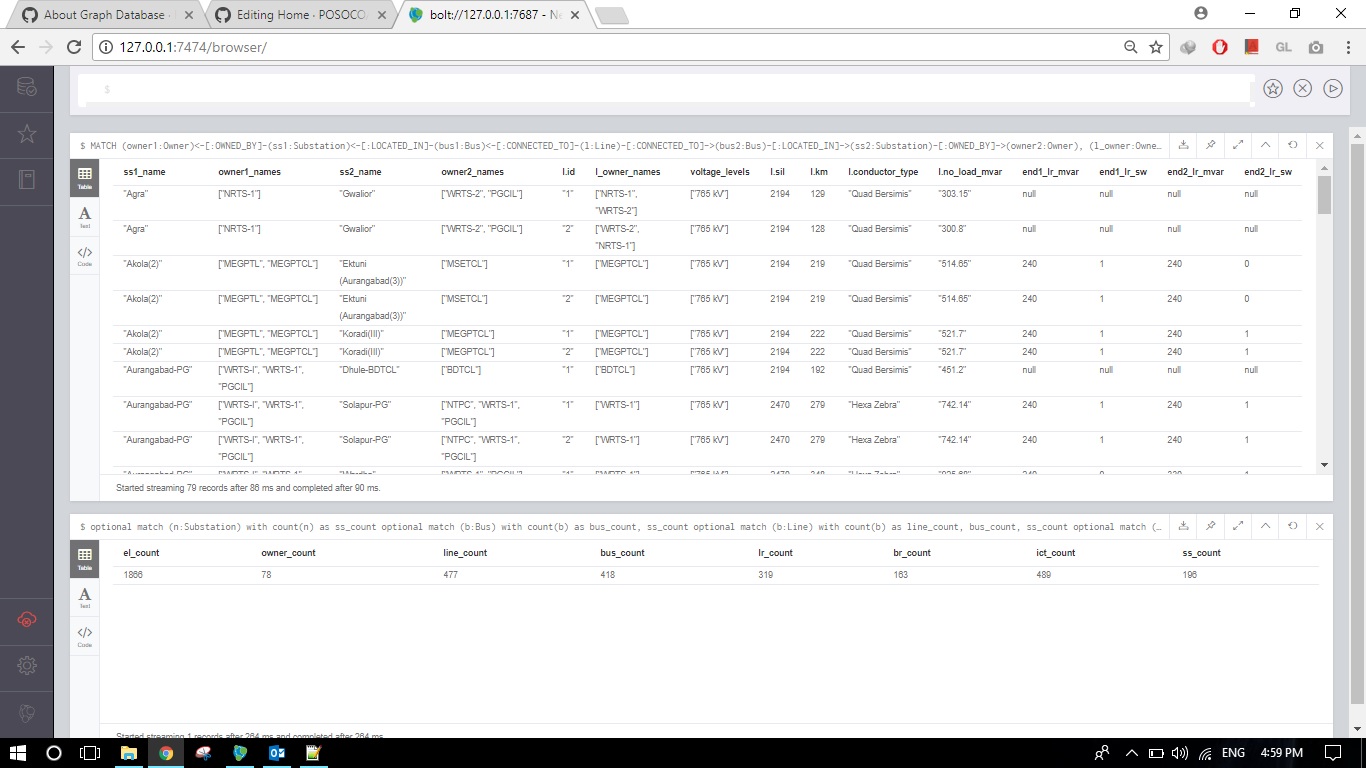 About Graph Database
Editing Home · POSOCO
bolt://127.0.0.1:7687 - Ne
127.0.0.1:7474/browser/
GL
$
$ MATCH (owner1:Owner)<-[:OWNED_BY]-(ss1:Substation)<-[:LOCATED_IN]-(bus1:Bus)<-[:CONNECTED_TO]-(l:Line)-[:CONNECTED_TO]->(bus2:Bus)-[:LOCATED_IN]->(ss2:Substation)-[:OWNED_BY]->(owner2:Owner), (l_owner:Owne…
Table
A
Text
</>
Code
ss1_name owner1_names ss2_name owner2_names l.id l_owner_names voltage_levels l.sil l.km l.conductor_type l.no_load_mvar end1_lr_mvar end1_lr_sw end2_lr_mvar end2_lr_sw
"Agra" ["NRTS-1"] "Gwalior" ["WRTS-2", "PGCIL"] "1" ["NRTS-1", ["765 kV"] 2194 129 "Quad Bersimis" "303.15" null null null null
"WRTS-2"]
"Agra" ["NRTS-1"] "Gwalior" ["WRTS-2", "PGCIL"] "2" ["WRTS-2", ["765 kV"] 2194 128 "Quad Bersimis" "300.8" null null null null
"NRTS-1"]
"Akola(2)" ["MEGPTL", "MEGPTCL"] "Ektuni ["MSETCL"] "1" ["MEGPTCL"] ["765 kV"] 2194 219 "Quad Bersimis" "514.65" 240 1 240 0
(Aurangabad(3))"
"Akola(2)" ["MEGPTL", "MEGPTCL"] "Ektuni ["MSETCL"] "2" ["MEGPTCL"] ["765 kV"] 2194 219 "Quad Bersimis" "514.65" 240 1 240 0
(Aurangabad(3))"
"Akola(2)" ["MEGPTL", "MEGPTCL"] "Koradi(III)" ["MEGPTCL"] "1" ["MEGPTCL"] ["765 kV"] 2194 222 "Quad Bersimis" "521.7" 240 1 240 1
"Akola(2)" ["MEGPTL", "MEGPTCL"] "Koradi(III)" ["MEGPTCL"] "2" ["MEGPTCL"] ["765 kV"] 2194 222 "Quad Bersimis" "521.7" 240 1 240 1
"Aurangabad-PG" ["WRTS-I", "WRTS-1", "Dhule-BDTCL" ["BDTCL"] "1" ["BDTCL"] ["765 kV"] 2194 192 "Quad Bersimis" "451.2" null null null null
"PGCIL"]
"Aurangabad-PG" ["WRTS-I", "WRTS-1", "Solapur-PG" ["NTPC", "WRTS-1", "1" ["WRTS-1"] ["765 kV"] 2470 279 "Hexa Zebra" "742.14" 240 1 240 1
"PGCIL"] "PGCIL"]
"Aurangabad-PG" ["WRTS-I", "WRTS-1", "Solapur-PG" ["NTPC", "WRTS-1", "2" ["WRTS-1"] ["765 kV"] 2470 279 "Hexa Zebra" "742.14" 240 1 240 1
"PGCIL"] "PGCIL"]
Started streaming 79 records after 86 ms and completed after 90 ms.
$ optional match (n:Substation) with count(n) as ss_count optional match (b:Bus) with count(b) as bus_count, ss_count optional match (b:Line) with count(b) as line_count, bus_count, ss_count optional match (…
Table
A
Text
</>
Code
el_count owner_count line_count bus_count lr_count br_count ict_count ss_count
1866 78 477 418 319 163 489 196
Started streaming 1 records after 264 ms and completed after 264 ms.
ENG 4:59 PM